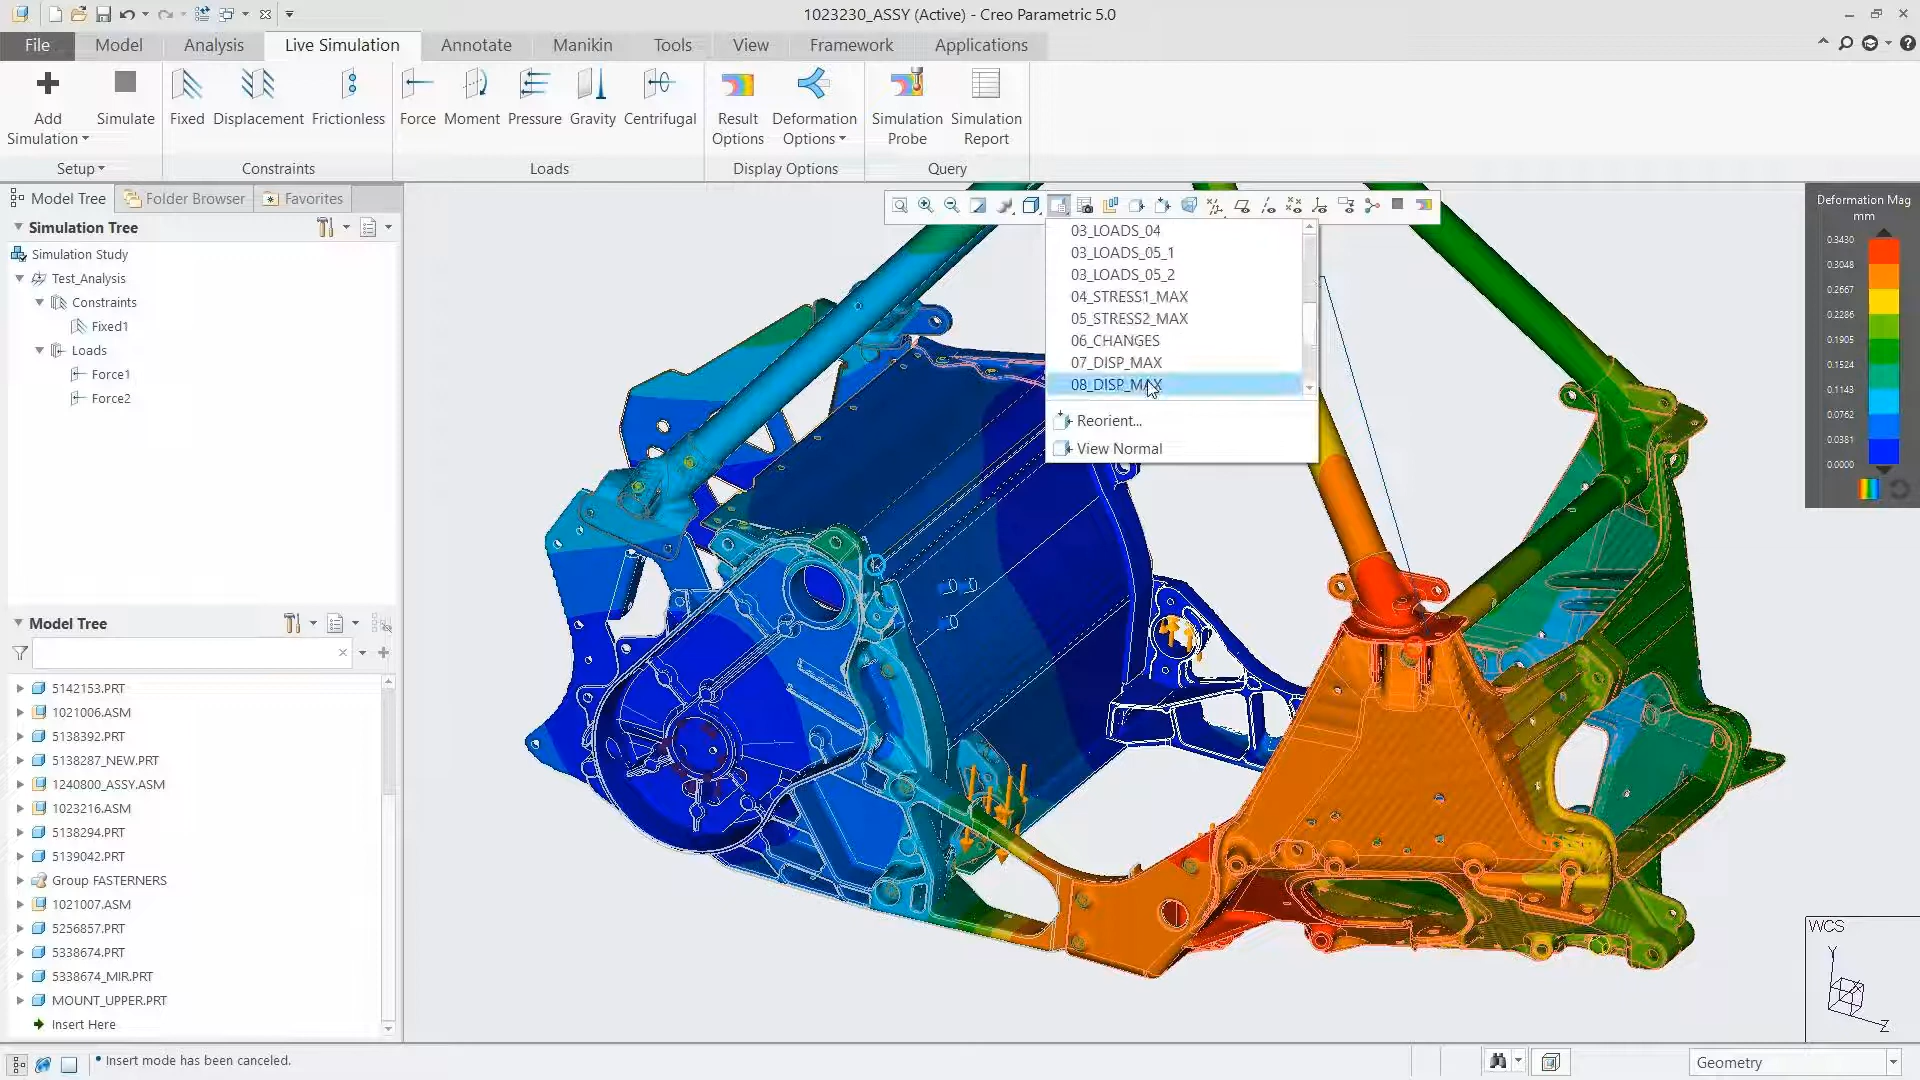 1023230_ASSY (Active) - Creo Parametric 5.0
File
Model
Analysis
Live Simulation
Annotate
Manikin
Tools
View
Framework
Applications
Add
Simulation
Simulate
Fixed
Displacement
Frictionless
Force
Moment
Pressure
Gravity
Centrifugal
Result
Options
Deformation
Options
Simulation
Probe
Simulation
Report
Setup
Constraints
Loads
Display Options
Query
Model Tree
Folder Browser
Favorites
Simulation Tree
Simulation Study
Test_Analysis
Constraints
Fixed1
Loads
Force1
Force2
Model Tree
5142153.PRT
1021006.ASM
5138392.PRT
5138287_NEW.PRT
1240800_ASSY.ASM
1023216.ASM
5138294.PRT
5139042.PRT
Group FASTERNERS
1021007.ASM
5256857.PRT
5338674.PRT
5338674_MIR.PRT
MOUNT_UPPER.PRT
Insert Here
03_LOADS_04
03_LOADS_05_1
03_LOADS_05_2
04_STRESS1_MAX
05_STRESS2_MAX
06_CHANGES
07_DISP_MAX
08_DISP_MAX
Reorient...
View Normal
Deformation Mag
mm
0.3430
0.3048
0.2667
0.2286
0.1905
0.1524
0.1143
0.0762
0.0381
0.0000
WCS
Y
X
Z
• Insert mode has been canceled.
Geometry